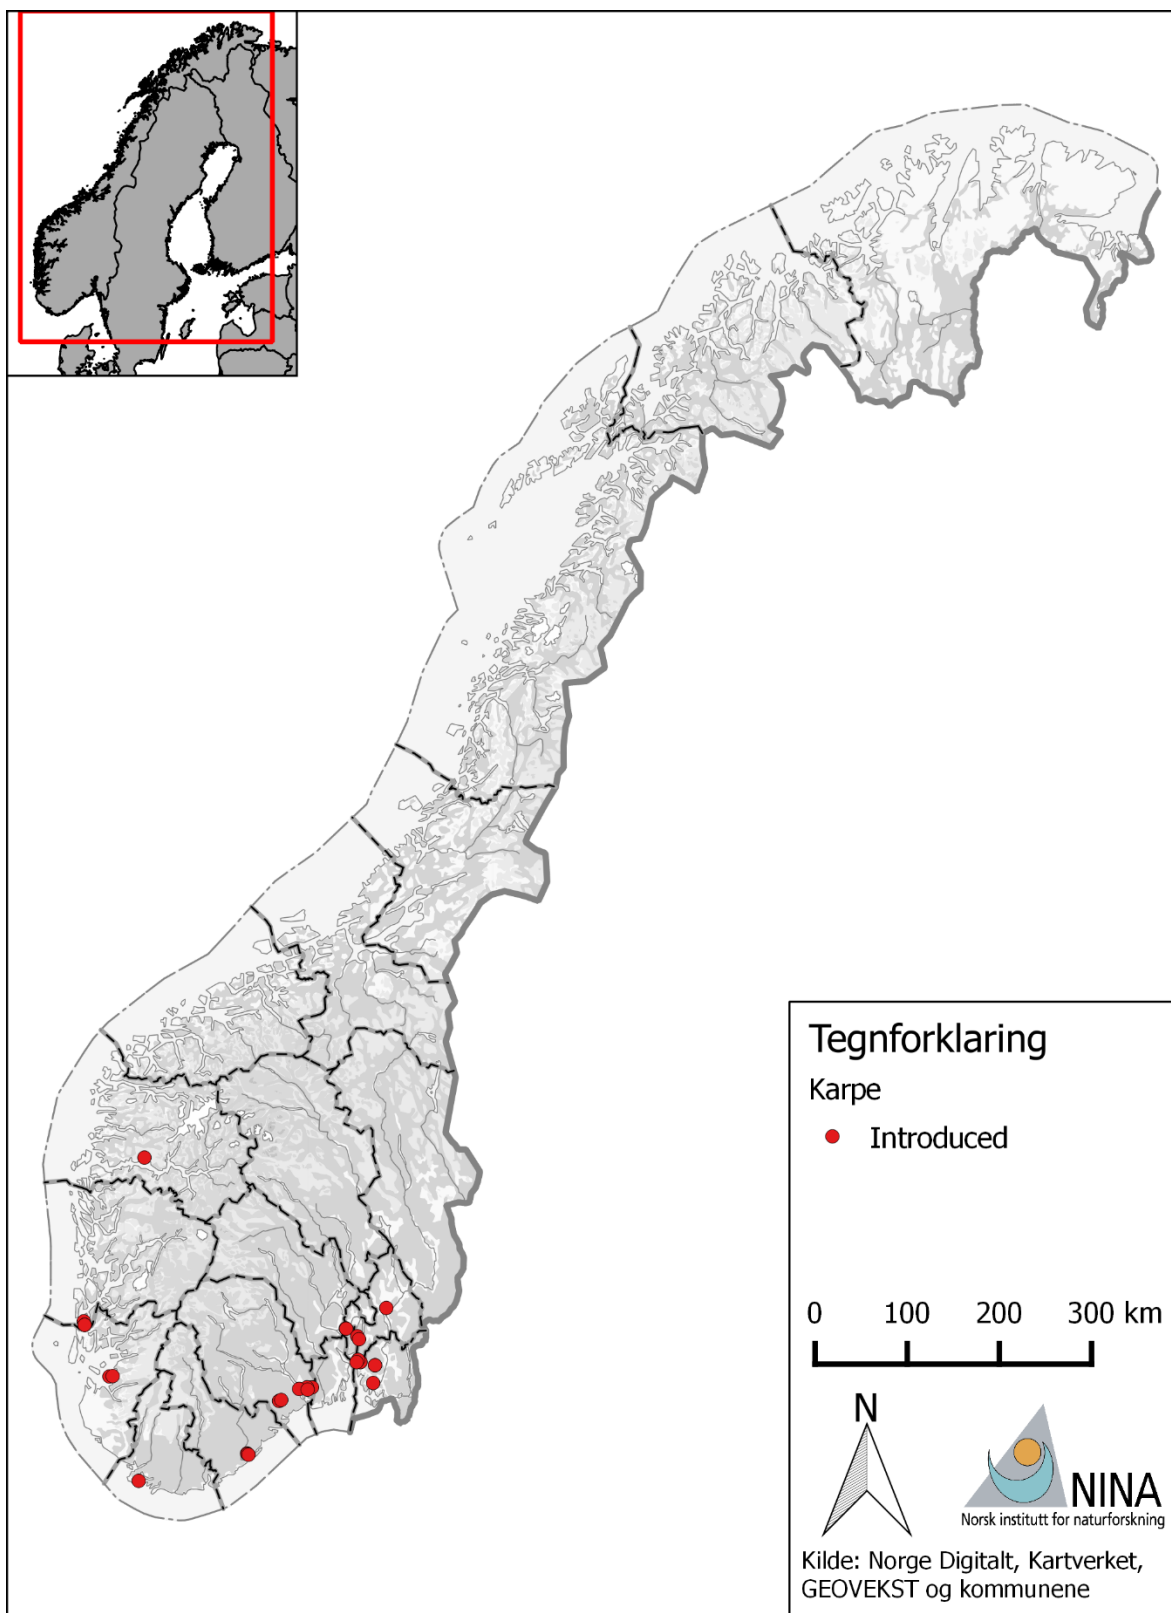 Tegnforklaring
Karpe
Introduced
0 100 200 300 km
N
NINA
Norsk institutt for naturforskning
Kilde: Norge Digitalt, Kartverket,
GEOVEKST og kommunene